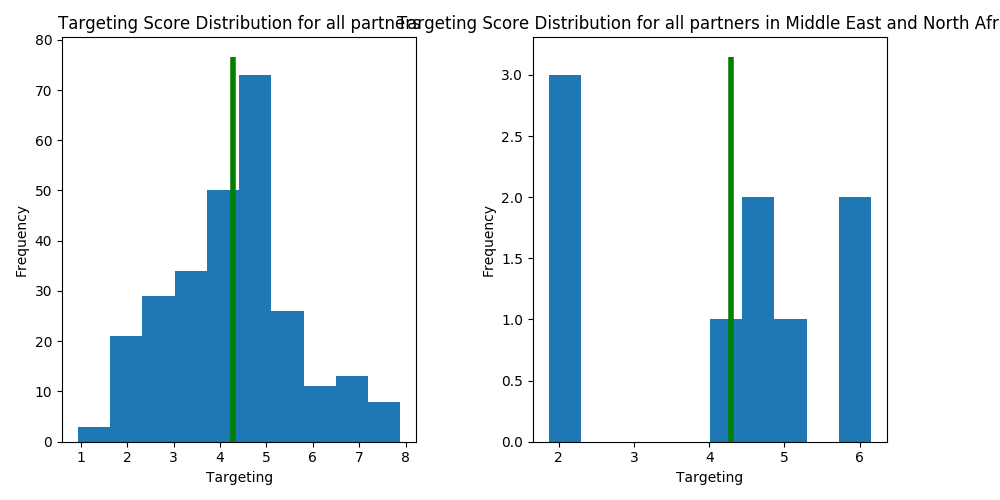 Targeting Score Distribution for all partners
Targeting Score Distribution for all partners in Middle East and North Afr
Frequency
80
70
60
50
40
30
20
10
0
1 2 3 4 5 6 7 8
Targeting
Frequency
3.0
2.5
2.0
1.5
1.0
0.5
0.0
2 3 4 5 6
Targeting